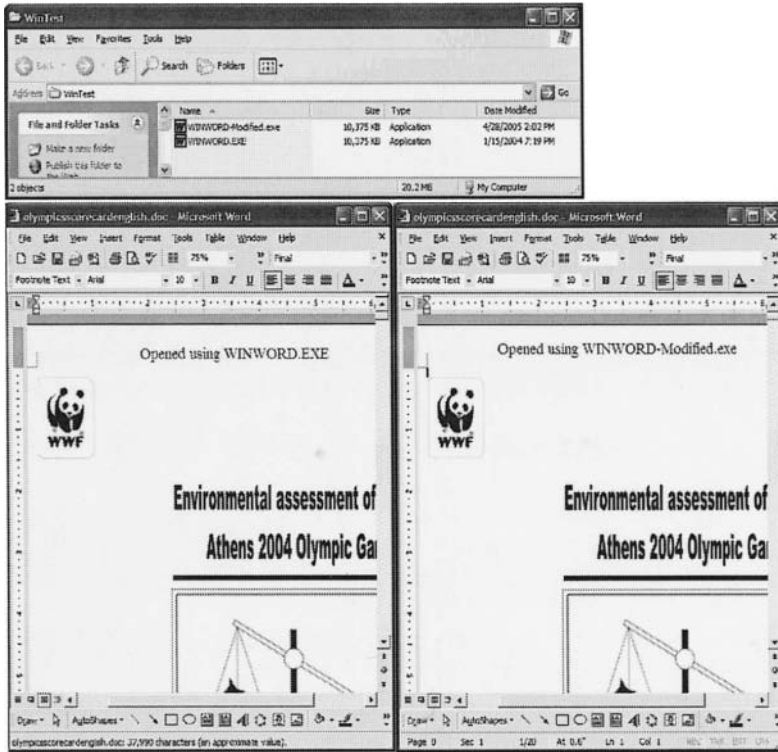 WinTest
File Edit View Favorites Tools Help
Back Search Folders
Address WinTest Go
Name Size Type Date Modified
File and Folder Tasks
WINWORD-Modified.exe 10,375 KB Application 4/28/2005 2:02 PM
WINWORD.EXE 10,375 KB Application 1/15/2004 7:19 PM
Make a new folder
Publish this folder to
the Web
2 objects 20.2 MB My Computer
olympicsscorecardenglish.doc - Microsoft Word
File Edit View Insert Format Tools Table Window Help
75% Final
Footnote Text Arial 10 B I U A
Opened using WINWORD.EXE
WWF
Environmental assessment of
Athens 2004 Olympic Gar
Draw AutoShapes
olympicsscorecardenglish.doc: 37,990 characters (an approximate value).
olympicsscorecardenglish.doc - Microsoft Word
File Edit View Insert Format Tools Table Window Help
75% Final
Footnote Text Arial 10 B I U A
Opened using WINWORD-Modified.exe
WWF
Environmental assessment of
Athens 2004 Olympic Gar
Draw AutoShapes
Page 0 Sec 1 1/20 At 0.6" Ln 1 Col 1 REC TRK EXT